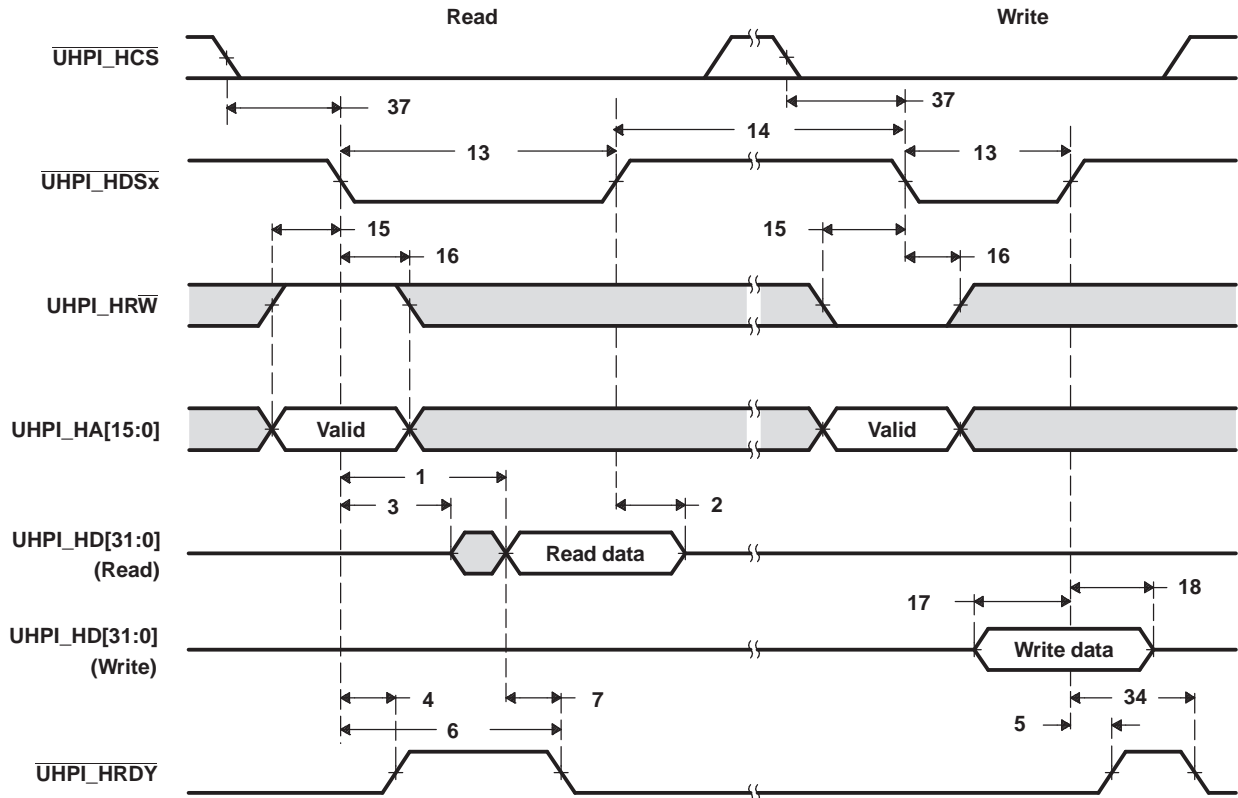 Read Write
UHPI_HCS
37 37
14
13 13
UHPI_HDSx
15 15
16 16
UHPI_HRW
UHPI_HA[15:0] Valid Valid
1
3 2
UHPI_HD[31:0]
(Read)
Read data
17 18
UHPI_HD[31:0]
(Write)
Write data
4 7 34
6 5
UHPI_HRDY